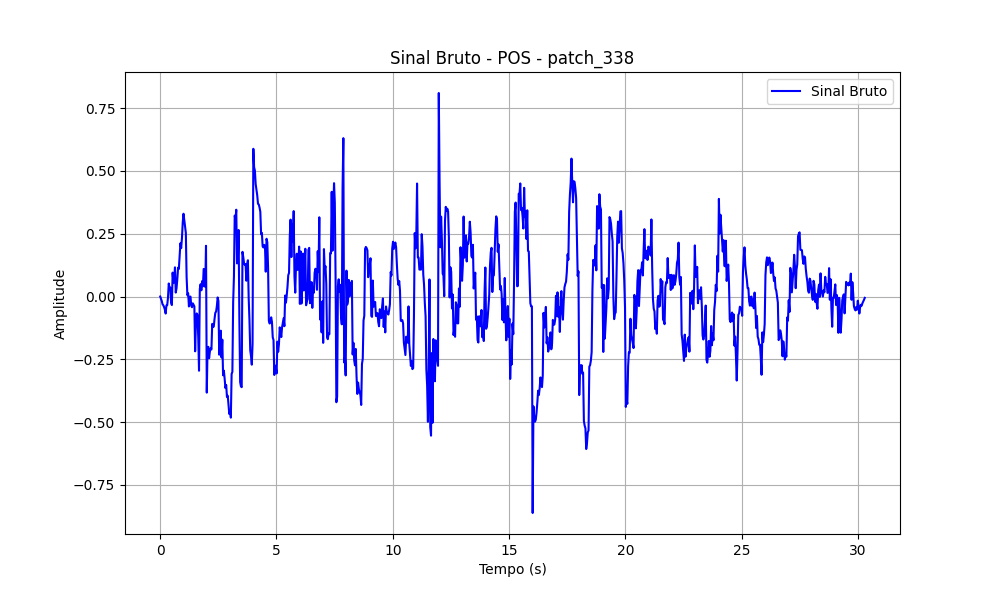 Sinal Bruto - POS - patch_338
Sinal Bruto
0.75
0.50
0.25
0.00
−0.25
−0.50
−0.75
Amplitude
0 5 10 15 20 25 30
Tempo (s)